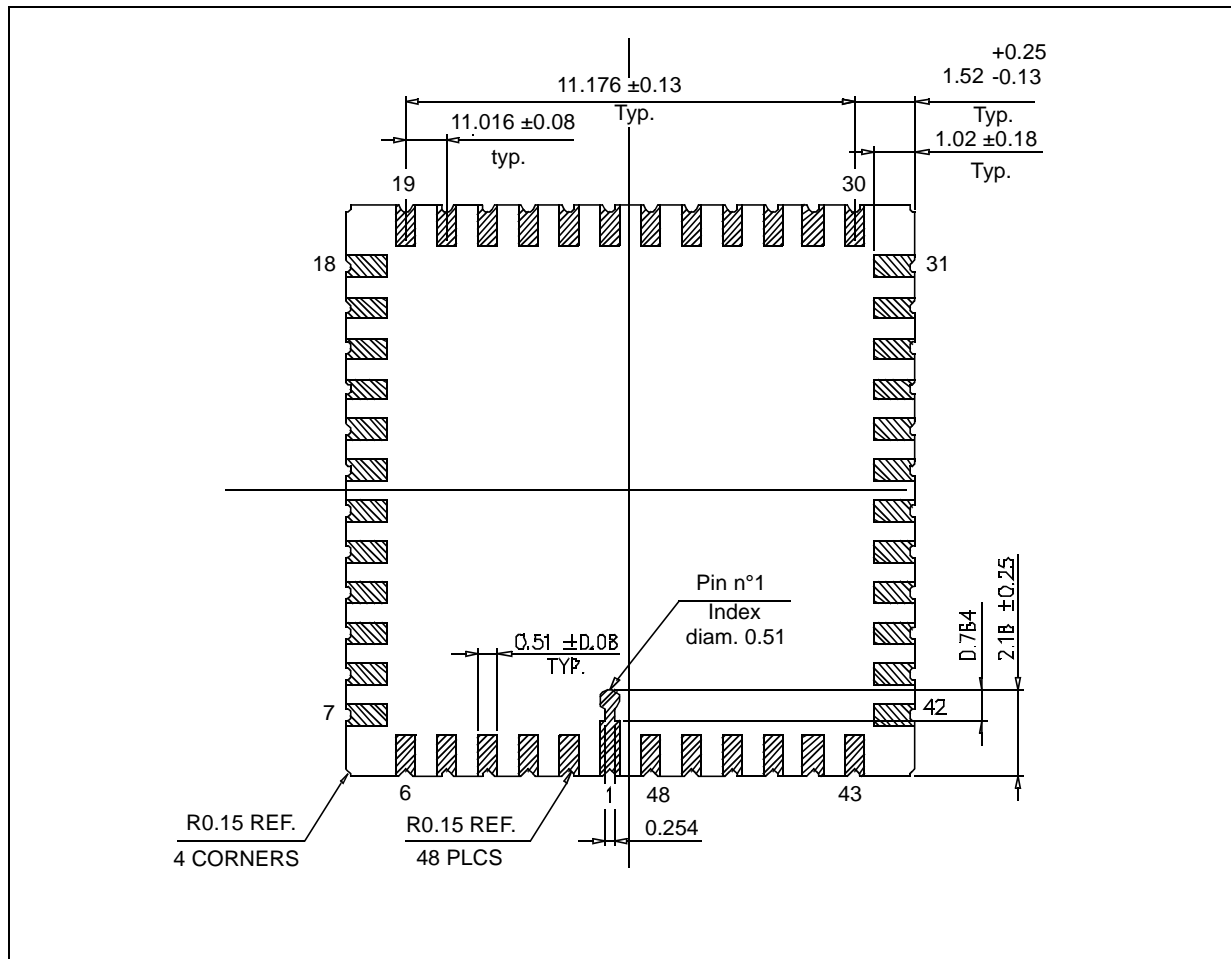 +0.25
1.52 -0.13
Typ.
11.176 ±0.13
Typ.
11.016 ±0.08
typ.
1.02 ±0.18
Typ.
19
30
18
31
Pin n°1
Index
diam. 0.51
0.51 ±0.08
TYP.
0.764
2.18 ±0.25
7
42
6
1
48
43
R0.15 REF.
4 CORNERS
R0.15 REF.
48 PLCS
0.254